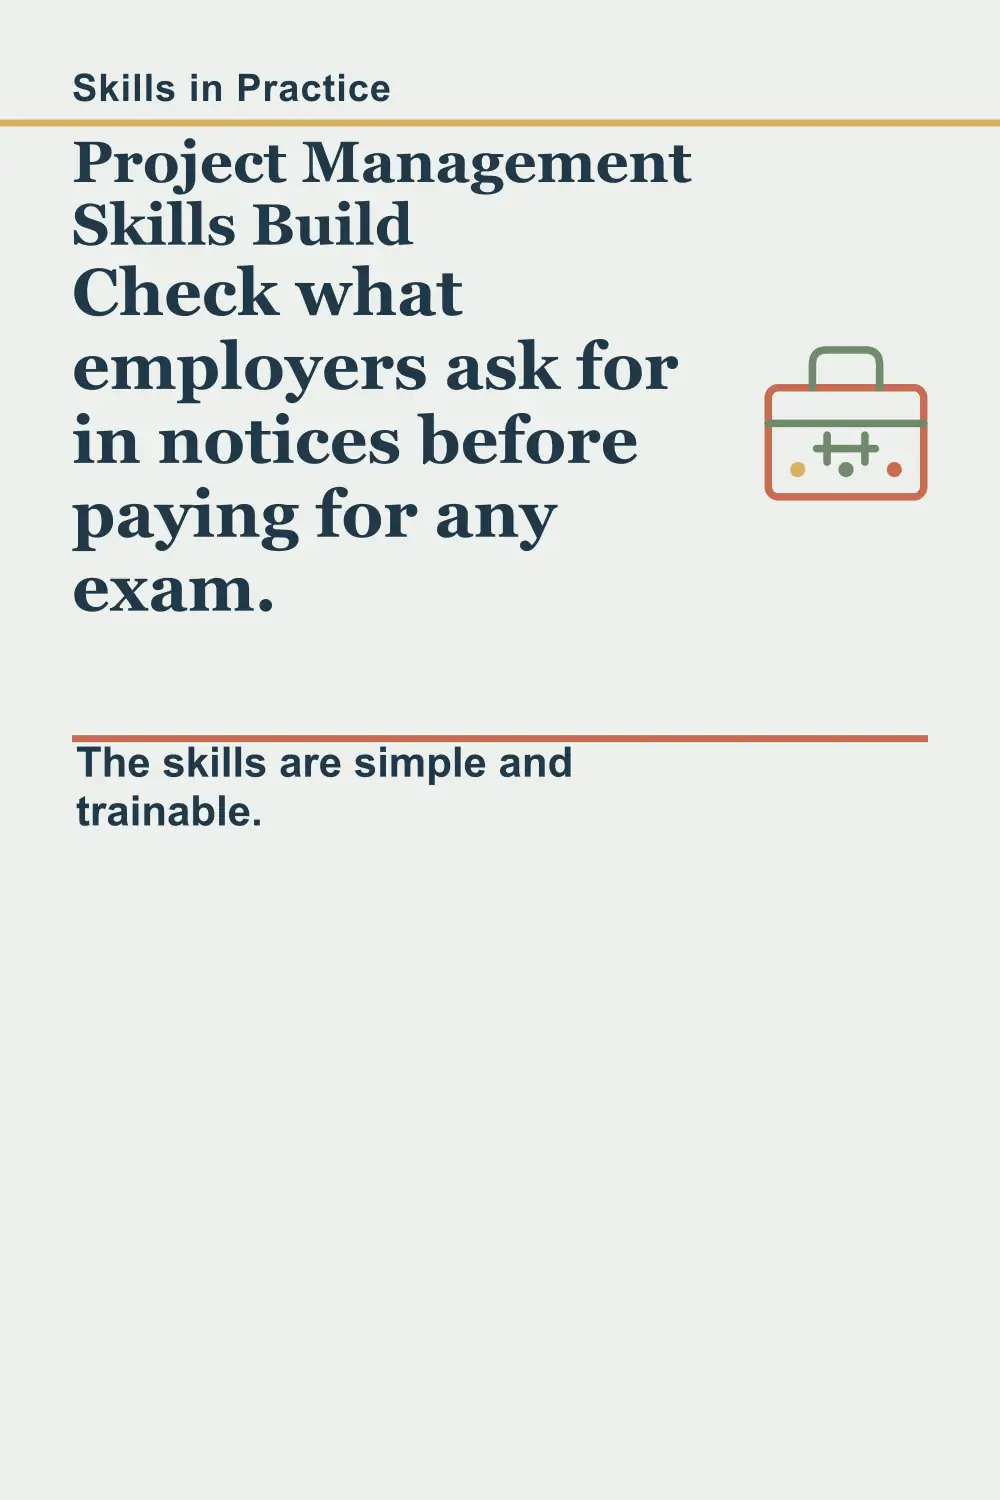 Skills in Practice
Project Management
Skills Build
Check what
employers ask for
in notices before
paying for any
exam.
The skills are simple and
trainable.